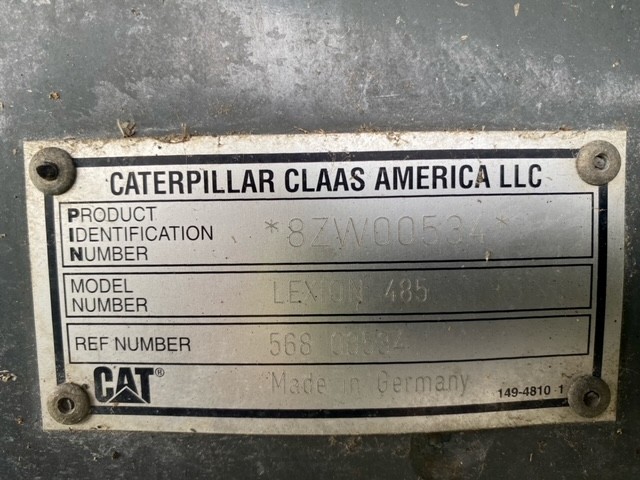 CATERPILLAR CLAAS AMERICA LLC
PRODUCT
IDENTIFICATION
NUMBER
*8ZW00534*
MODEL
NUMBER
LEXION 485
REF NUMBER
568 00534
CAT®
Made in Germany
149-4810 1